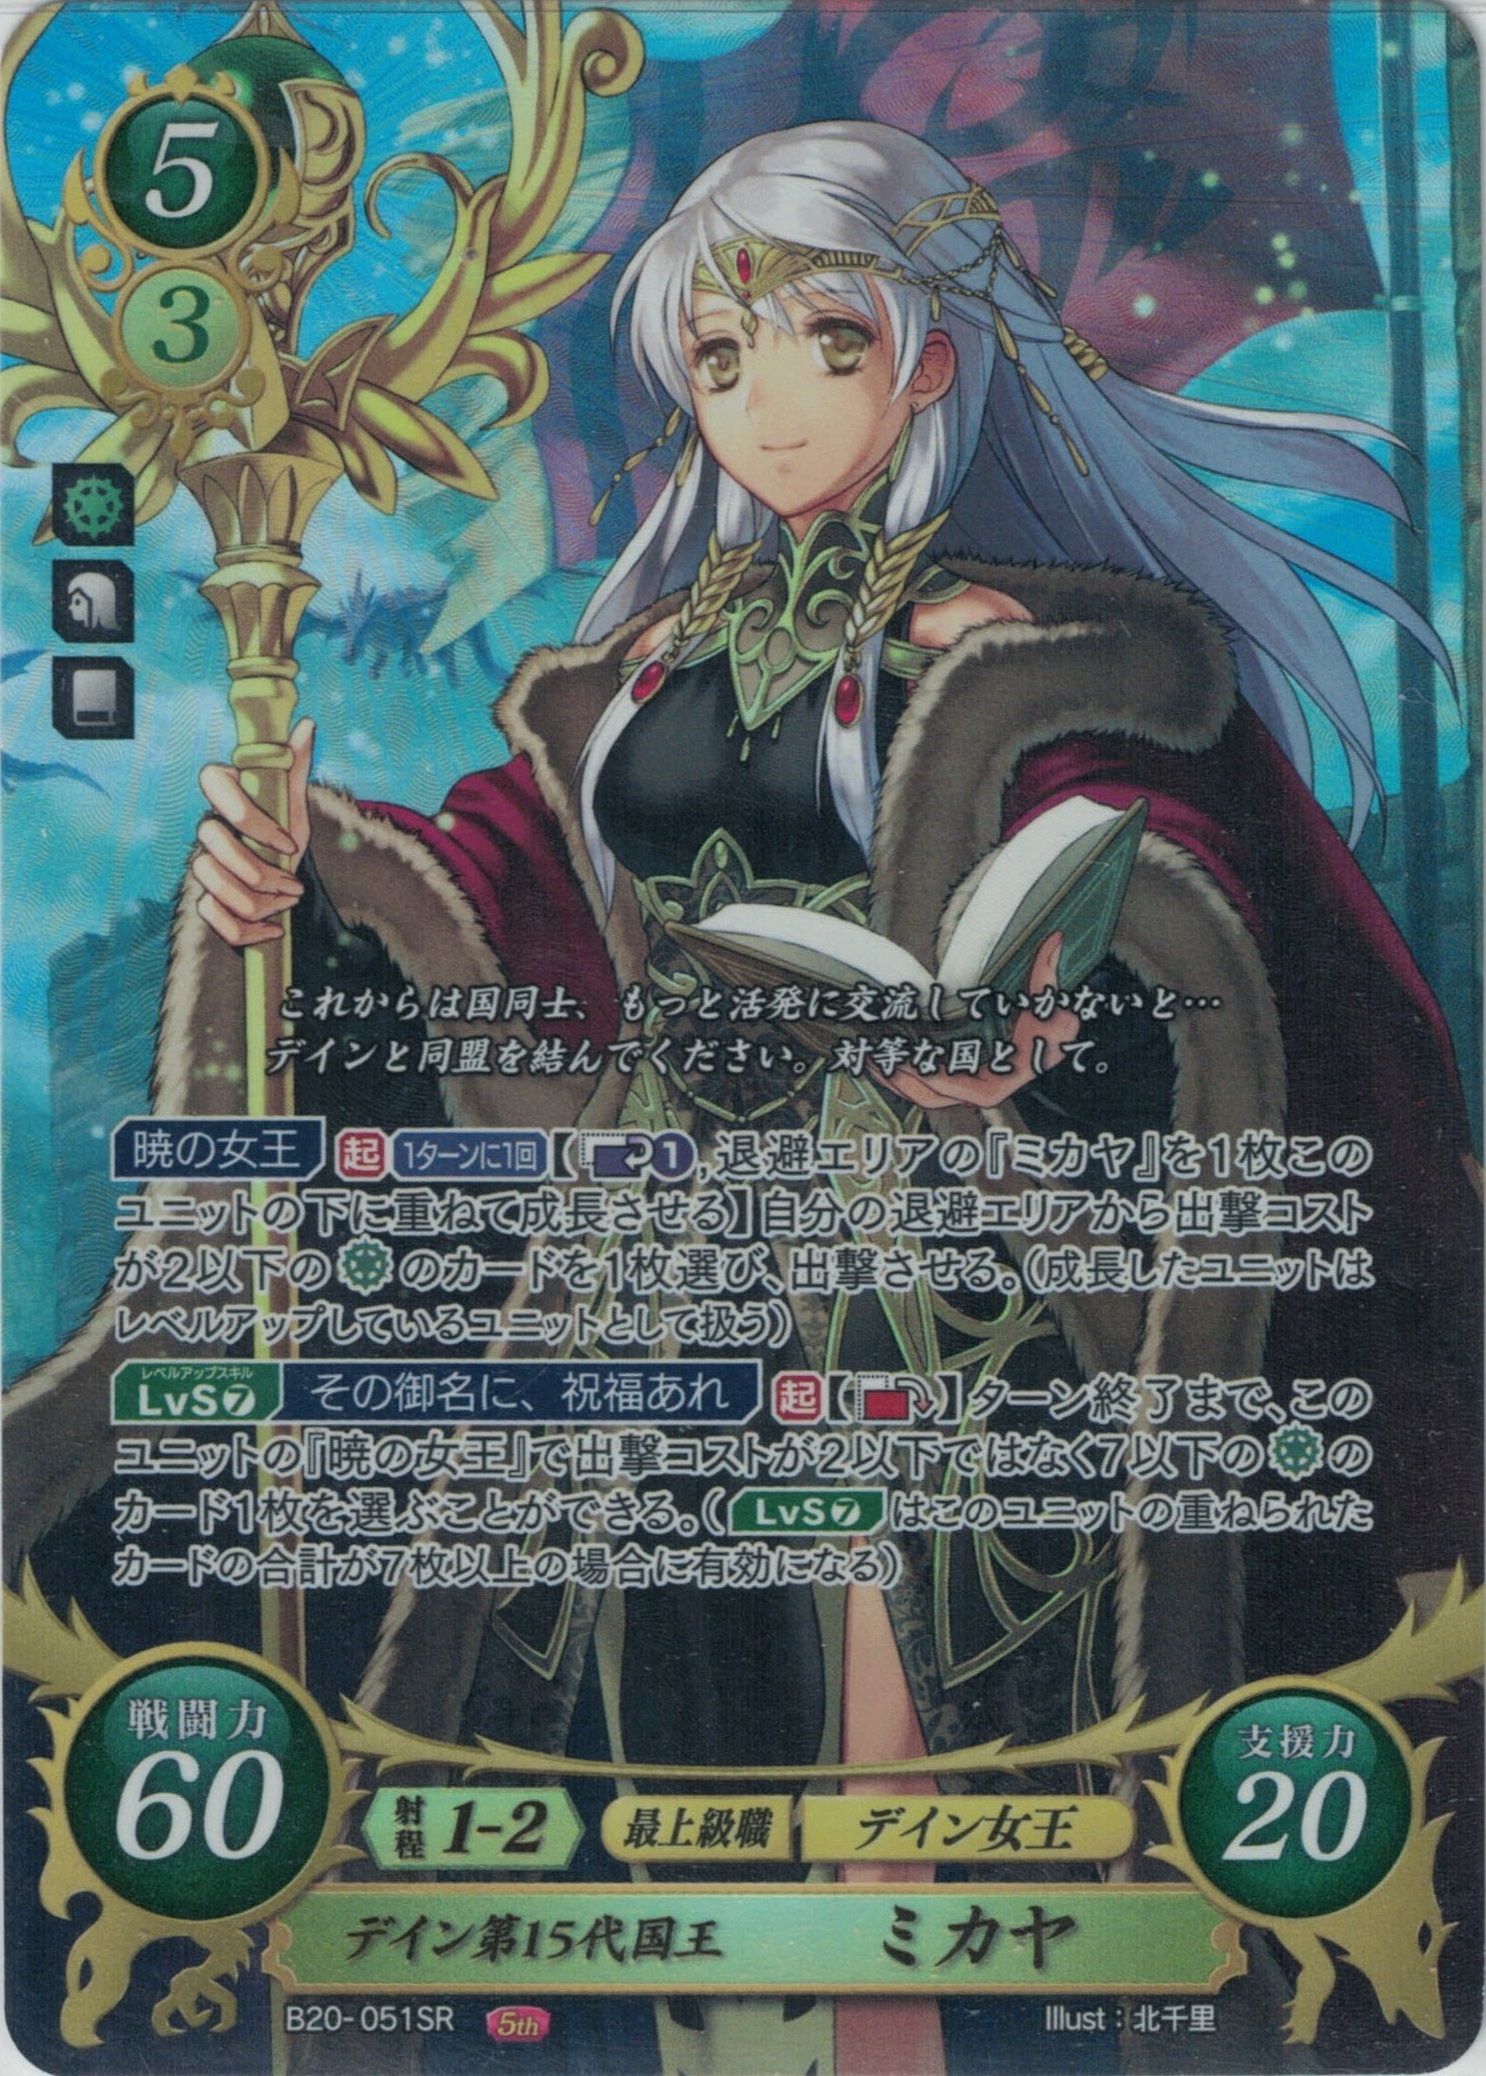 5
3
これからは国同士、もっと活発に交流していかないと…
デインと同盟を結んでください。対等な国として。
暁の女王 起 1ターンに1回【 1,退避エリアの『ミカヤ』を1枚この
ユニットの下に重ねて成長させる】自分の退避エリアから出撃コスト
が2以下の のカードを1枚選び、出撃させる。（成長したユニットは
レベルアップしているユニットとして扱う）
レベルアップスキル
LvS7 その御名に、祝福あれ 起【 】ターン終了まで、この
ユニットの『暁の女王』で出撃コストが2以下ではなく7以下の の
カード1枚を選ぶことができる。（LvS7はこのユニットの重ねられた
カードの合計が7枚以上の場合に有効になる）
戦闘力
60
射程 1-2
最上級職 デイン女王
支援力
20
デイン第15代国王 ミカヤ
B20-051SR 5th Illust：北千里